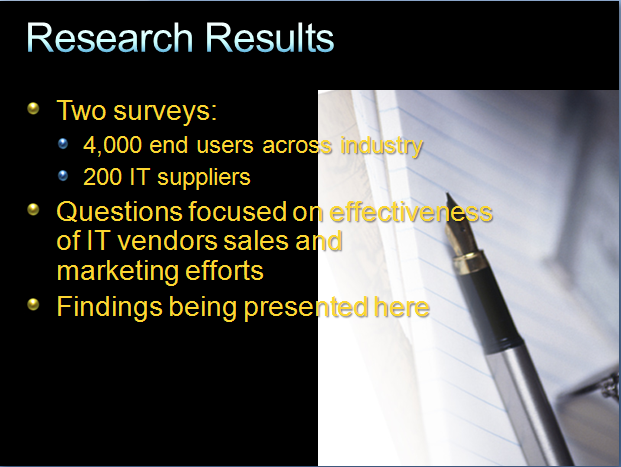 Research Results
Two surveys:
4,000 end users across industry
200 IT suppliers
Questions focused on effectiveness
of IT vendors sales and
marketing efforts
Findings being presented here